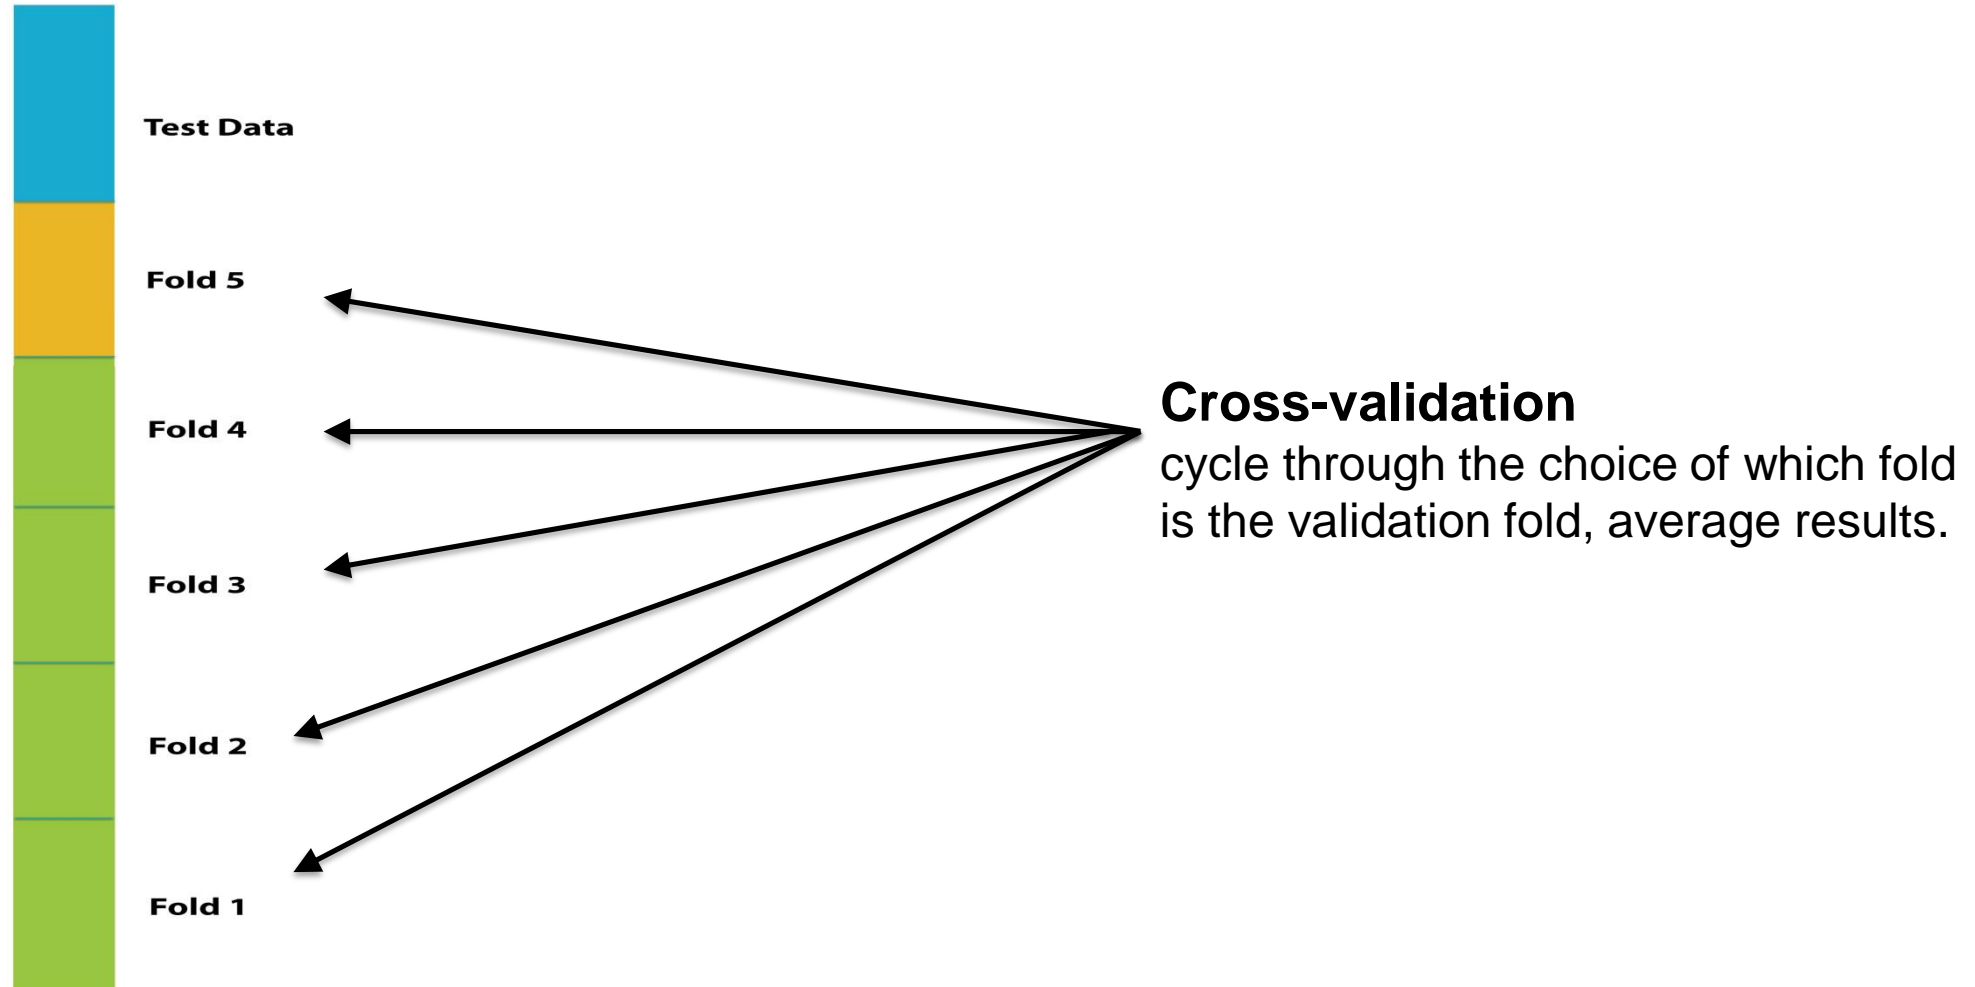 Test Data
Fold 5
Fold 4
Fold 3
Fold 2
Fold 1
Cross-validation
cycle through the choice of which fold
is the validation fold, average results.